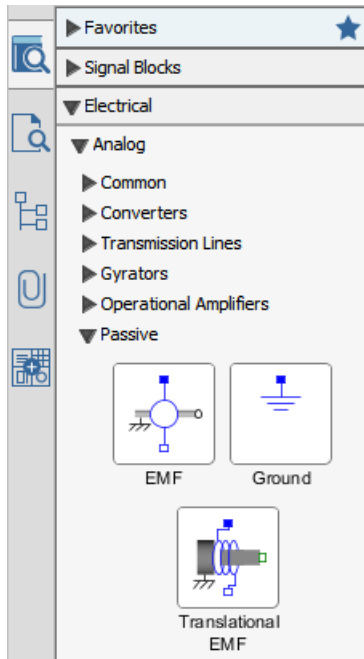 Favorites
Signal Blocks
Electrical
Analog
Common
Converters
Transmission Lines
Gyrators
Operational Amplifiers
Passive
EMF
Ground
Translational
EMF